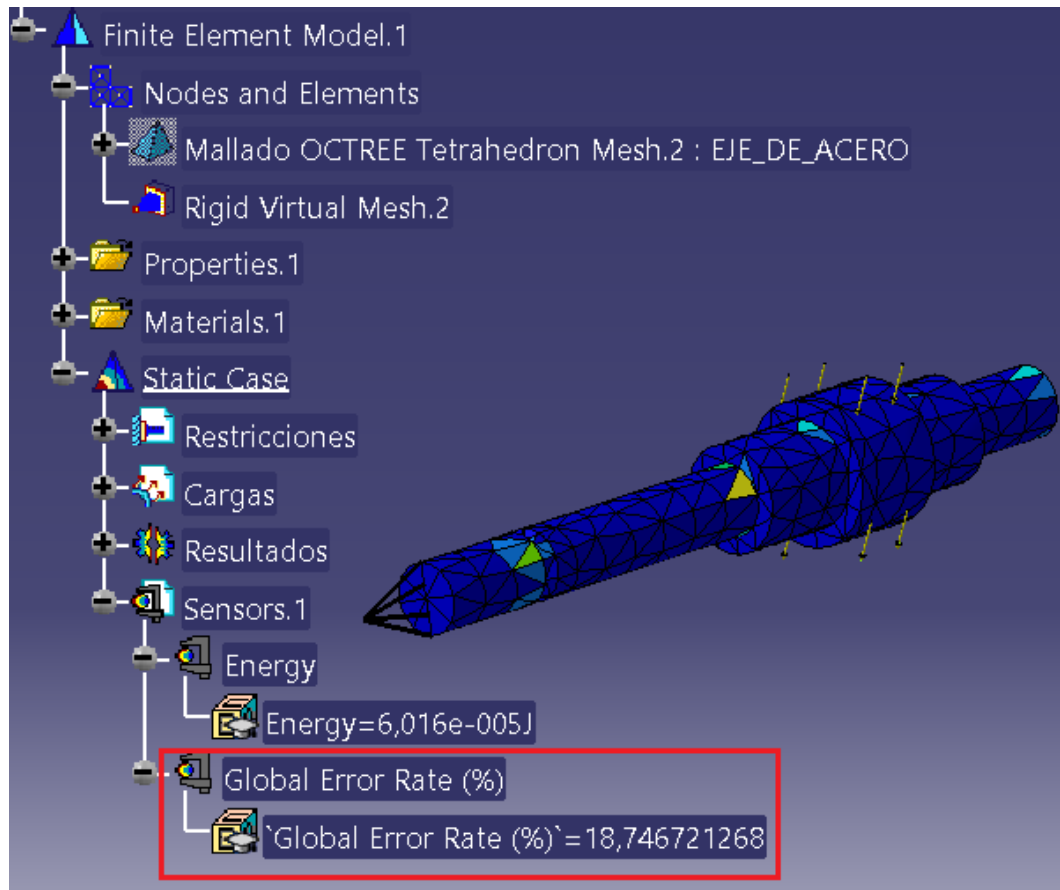 Finite Element Model.1
Nodes and Elements
Mallado OCTREE Tetrahedron Mesh.2 : EJE_DE_ACERO
Rigid Virtual Mesh.2
Properties.1
Materials.1
Static Case
Restricciones
Cargas
Resultados
Sensors.1
Energy
Energy=6,016e-005J
Global Error Rate (%)
`Global Error Rate (%)`=18,746721268